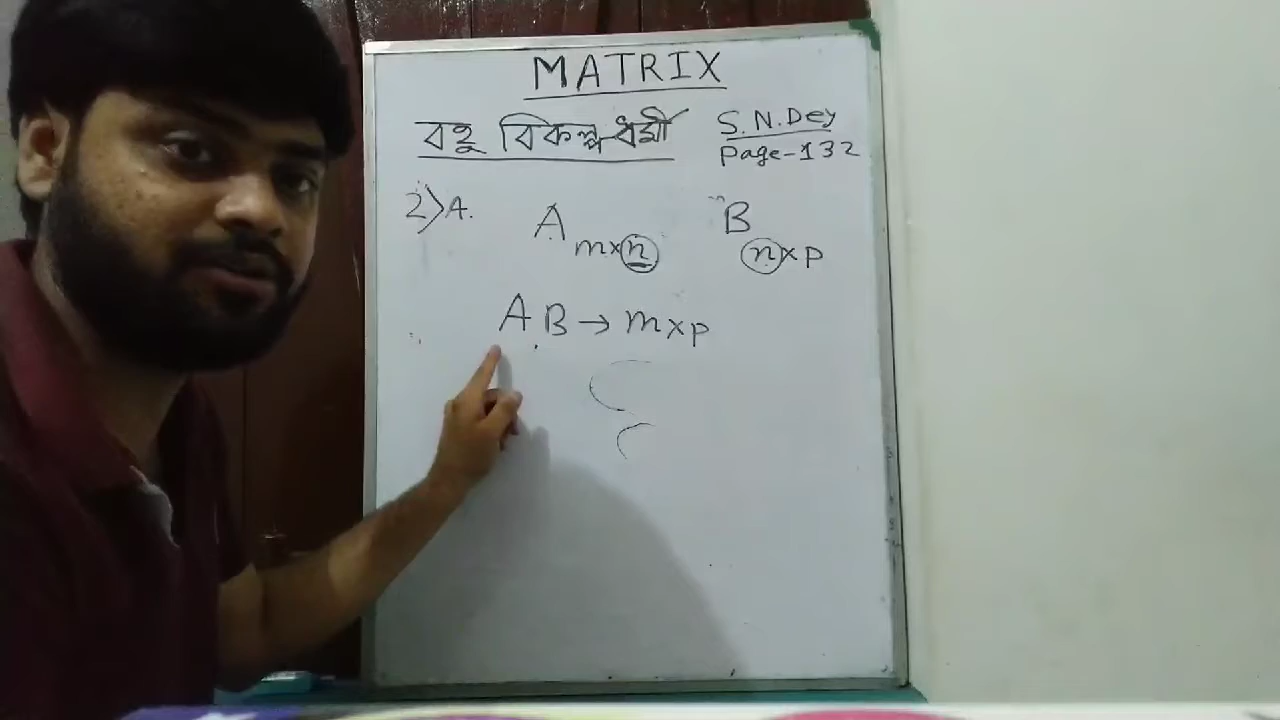 MATRIX
বহু বিকল্পধর্মী
S.N.Dey
Page-132
2) A.
A m×n
B n×p
AB → m×p